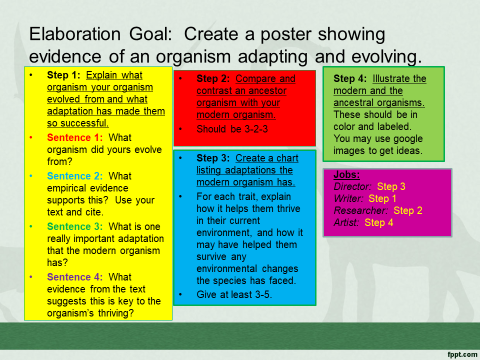 Elaboration Goal:  Create a poster showing
evidence of an organism adapting and evolving.
• Step 1: Explain what
organism your organism
evolved from and what
adaptation has made them
so successful.
• Sentence 1: What
organism did yours evolve
from?
• Sentence 2: What
empirical evidence
supports this?  Use your
text and cite.
• Sentence 3: What is one
really important adaptation
that the modern organism
has?
• Sentence 4: What
evidence from the text
suggests this is key to the
organism's thriving?
• Step 2: Compare and
contrast an ancestor
organism with your
modern organism.
• Should be 3-2-3
• Step 3: Create a chart
listing adaptations the
modern organism has.
• For each trait, explain
how it helps them thrive
in their current
environment, and how it
may have helped them
survive any
environmental changes
the species has faced.
• Give at least 3-5.
Step 4: Illustrate the
modern and the
ancestral organisms.
These should be in
color and labeled.
You may use google
images to get ideas.
Jobs:
Director: Step 3
Writer: Step 1
Researcher: Step 2
Artist: Step 4
fppt.com